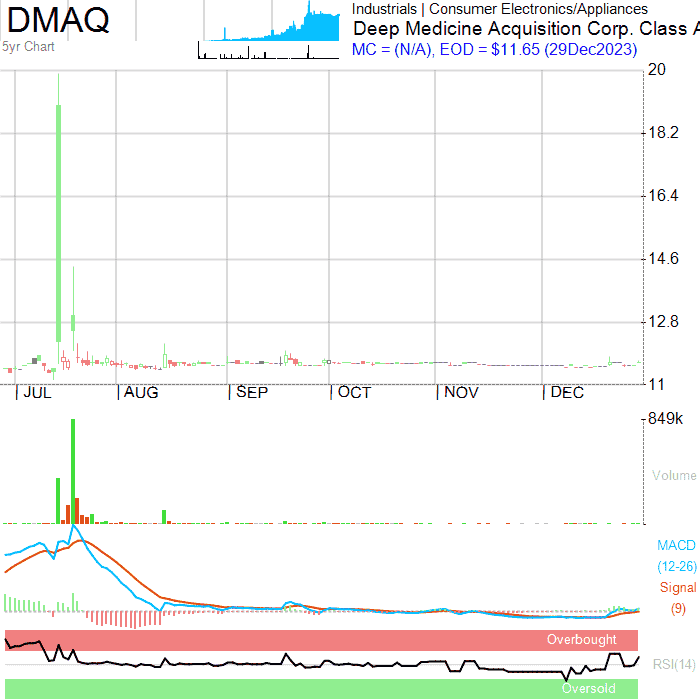 DMAQ
5yr Chart
Industrials | Consumer Electronics/Appliances
Deep Medicine Acquisition Corp. Class A
MC = (N/A), EOD = $11.65 (29Dec2023)
20
18.2
16.4
14.6
12.8
11
JUL AUG SEP OCT NOV DEC
849k
Volume
MACD
(12-26)
Signal
(9)
Overbought
RSI(14)
Oversold